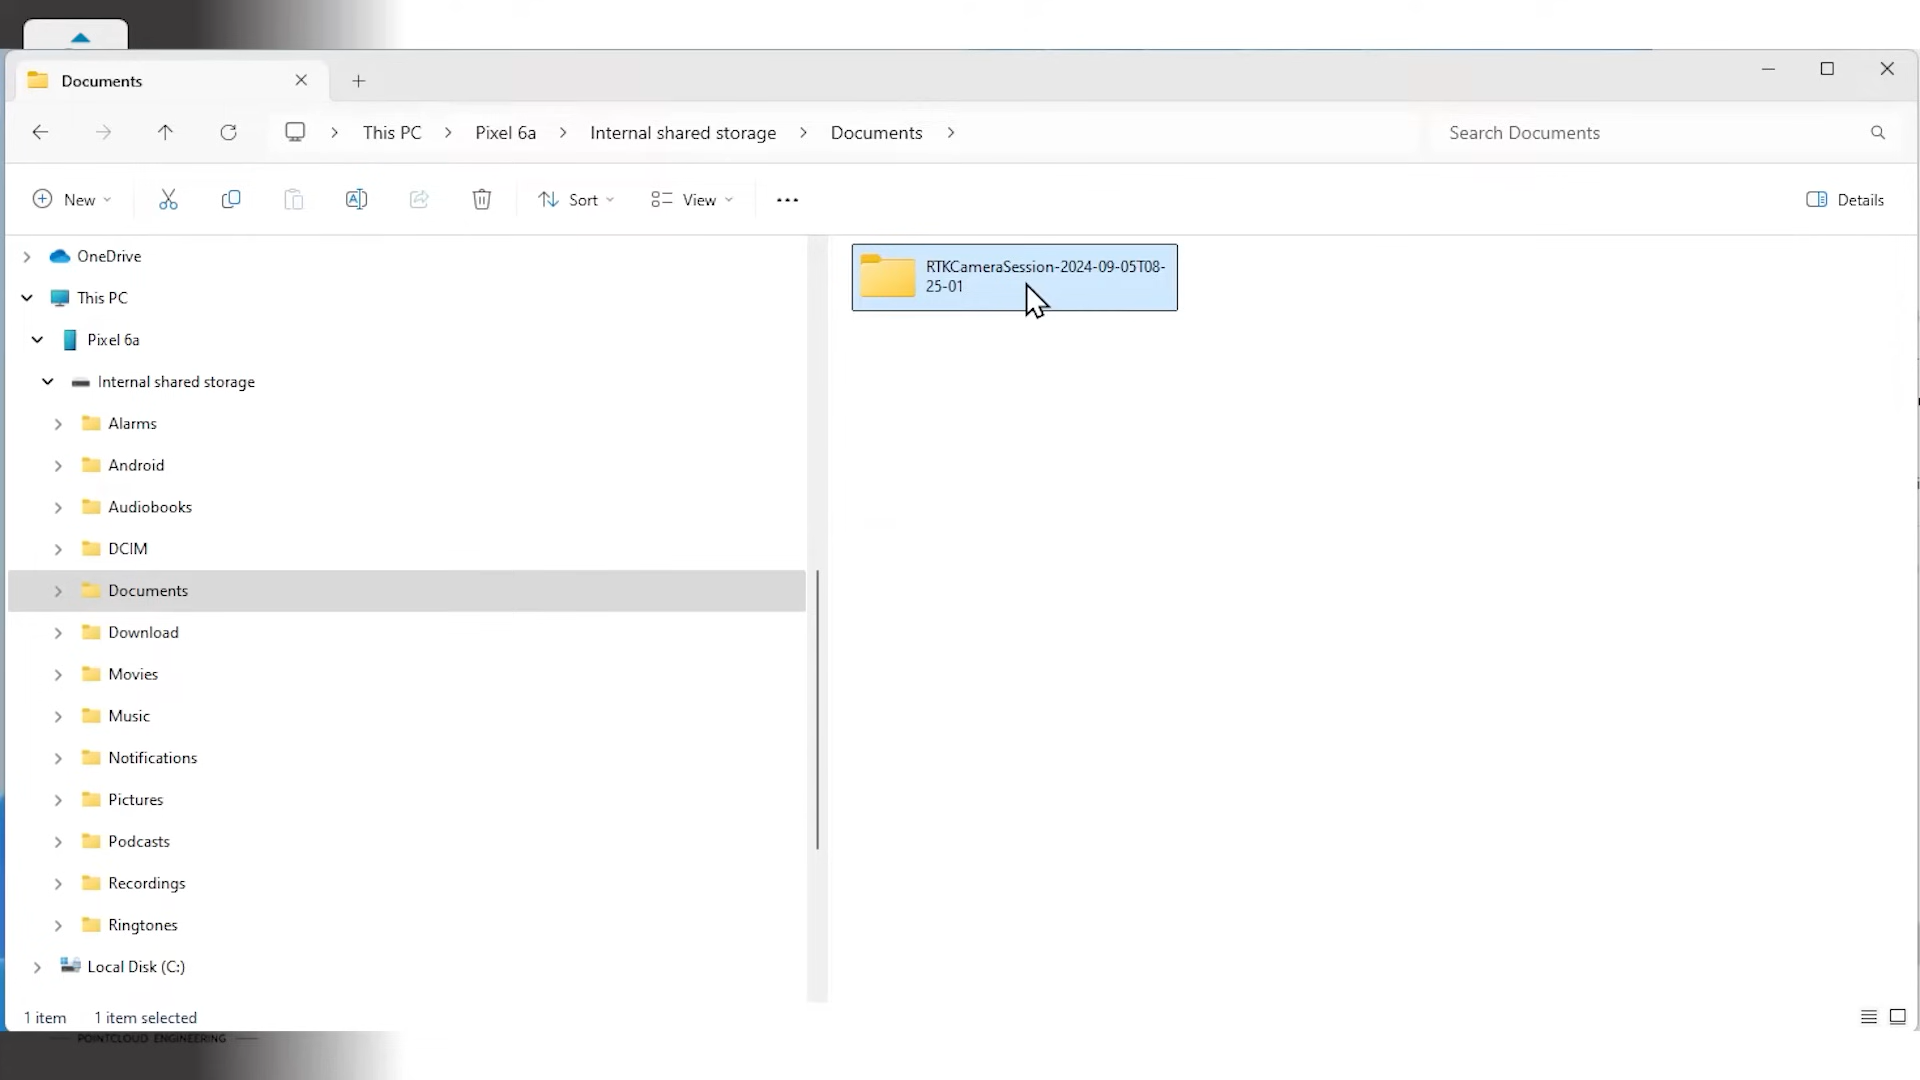 Documents
This PC
Pixel 6a
Internal shared storage
Documents
Search Documents
New
Sort
View
Details
OneDrive
This PC
Pixel 6a
Internal shared storage
Alarms
Android
Audiobooks
DCIM
Documents
Download
Movies
Music
Notifications
Pictures
Podcasts
Recordings
Ringtones
Local Disk (C:)
RTKCameraSession-2024-09-05T08-
25-01
1 item
1 item selected
POINTCLOUD ENGINEERING